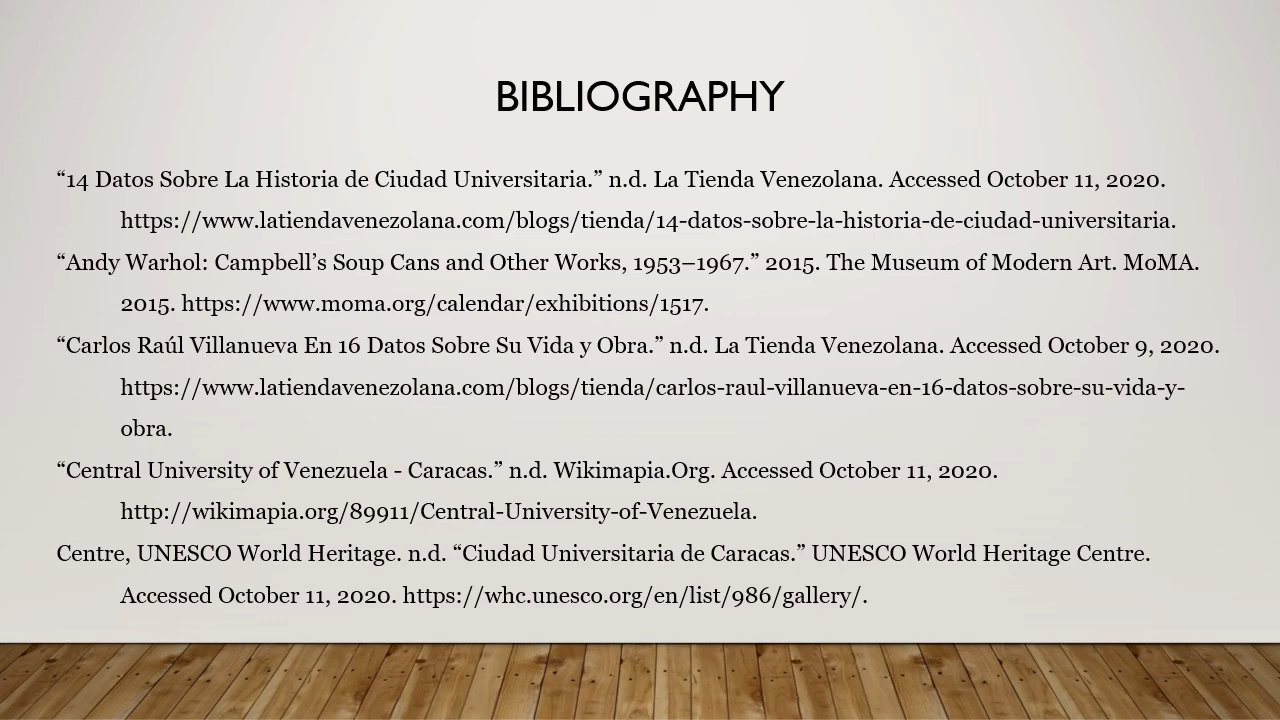 BIBLIOGRAPHY
“14 Datos Sobre La Historia de Ciudad Universitaria.” n.d. La Tienda Venezolana. Accessed October 11, 2020.
https://www.latiendavenezolana.com/blogs/tienda/14-datos-sobre-la-historia-de-ciudad-universitaria.
“Andy Warhol: Campbell’s Soup Cans and Other Works, 1953–1967.” 2015. The Museum of Modern Art. MoMA.
2015. https://www.moma.org/calendar/exhibitions/1517.
“Carlos Raúl Villanueva En 16 Datos Sobre Su Vida y Obra.” n.d. La Tienda Venezolana. Accessed October 9, 2020.
https://www.latiendavenezolana.com/blogs/tienda/carlos-raul-villanueva-en-16-datos-sobre-su-vida-y-
obra.
“Central University of Venezuela - Caracas.” n.d. Wikimapia.Org. Accessed October 11, 2020.
http://wikimapia.org/89911/Central-University-of-Venezuela.
Centre, UNESCO World Heritage. n.d. “Ciudad Universitaria de Caracas.” UNESCO World Heritage Centre.
Accessed October 11, 2020. https://whc.unesco.org/en/list/986/gallery/.